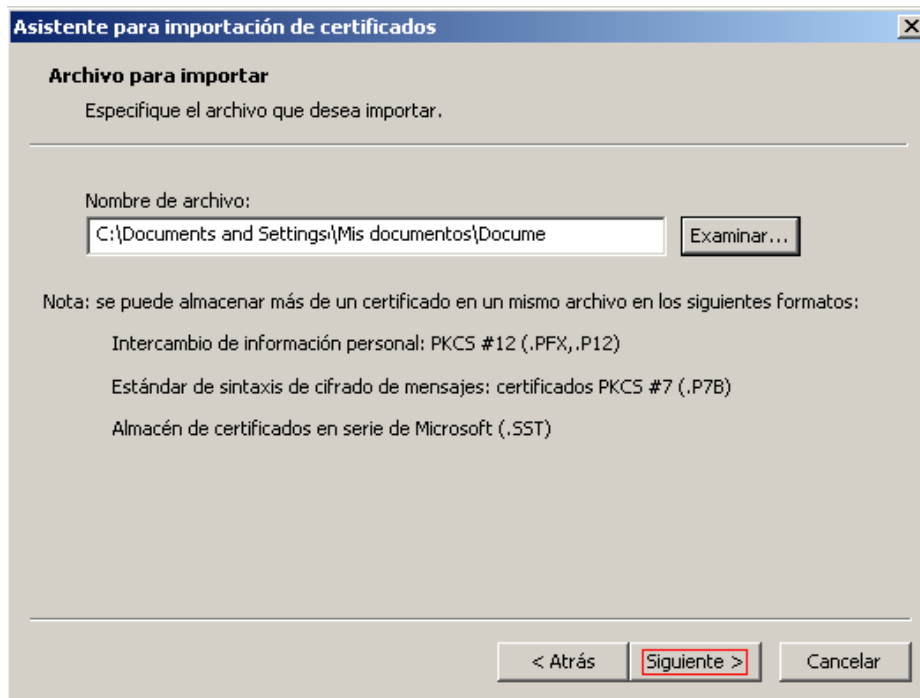 Asistente para importación de certificados
Archivo para importar
Especifique el archivo que desea importar.
Nombre de archivo:
C:\Documents and Settings\Mis documentos\Docume
Examinar...
Nota: se puede almacenar más de un certificado en un mismo archivo en los siguientes formatos:
Intercambio de información personal: PKCS #12 (.PFX,.P12)
Estándar de sintaxis de cifrado de mensajes: certificados PKCS #7 (.P7B)
Almacén de certificados en serie de Microsoft (.SST)
< Atrás Siguiente > Cancelar